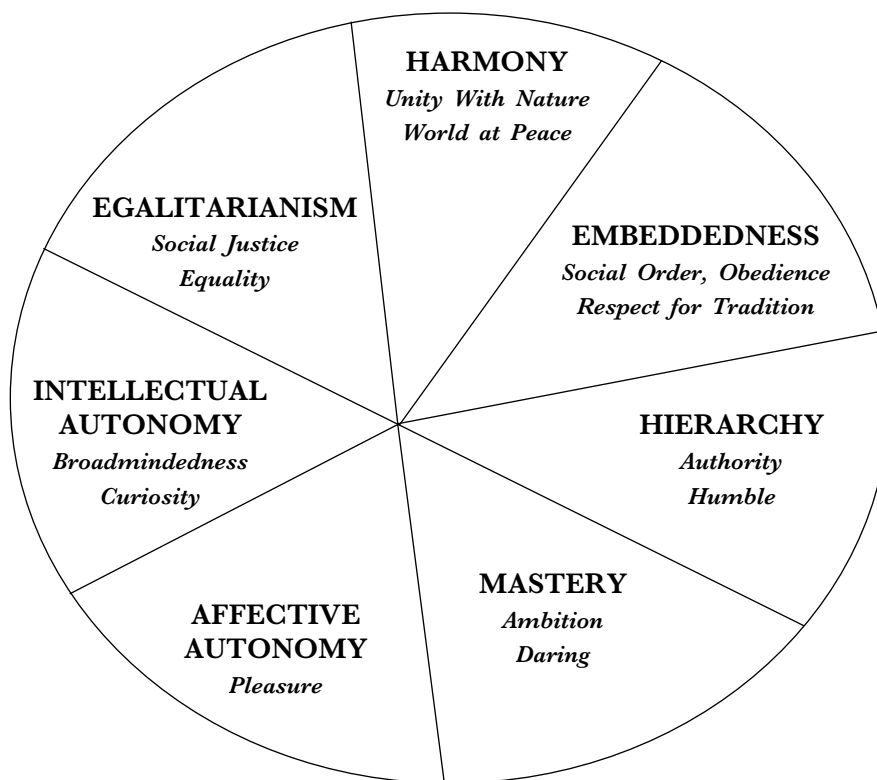 HARMONY
Unity With Nature
World at Peace
EGALITARIANISM
Social Justice
Equality
EMBEDDEDNESS
Social Order, Obedience
Respect for Tradition
INTELLECTUAL
AUTONOMY
Broadmindedness
Curiosity
HIERARCHY
Authority
Humble
AFFECTIVE
AUTONOMY
Pleasure
MASTERY
Ambition
Daring